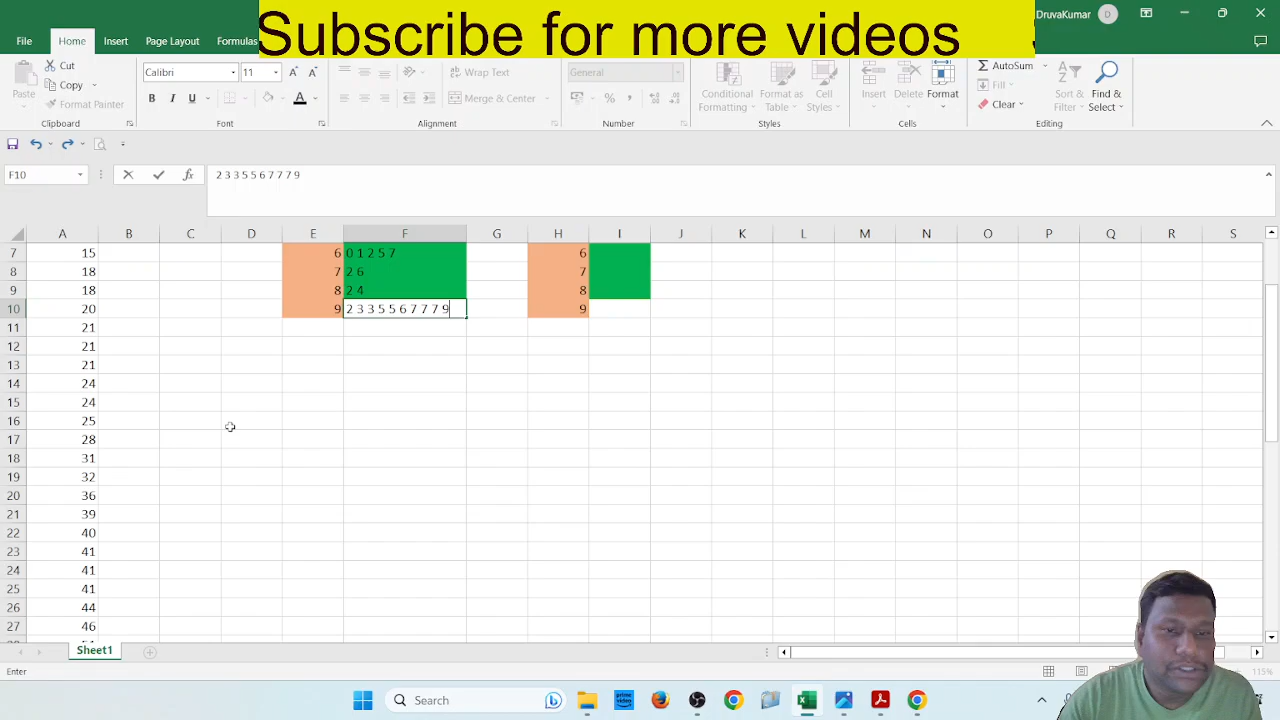 Subscribe for more videos
DruvaKumar D
File Home Insert Page Layout Formulas
Paste Cut Copy Format Painter Clipboard
Calibri 11 B I U A Font
Wrap Text Merge & Center Alignment
General % Number
Conditional Formatting Format as Table Cell Styles Styles
Insert Delete Format Cells
AutoSum Fill Clear Sort & Filter Find & Select Editing
F10 fx 2 3 3 5 5 6 7 7 7 9
A B C D E F G H I J K L M N O P Q R S
7 15 6 0 1 2 5 7 6
8 18 7 2 6 7
9 18 8 2 4 8
10 20 9 2 3 3 5 5 6 7 7 7 9 9
11 21
12 21
13 21
14 24
15 24
16 25
17 28
18 31
19 32
20 36
21 39
22 40
23 41
24 41
25 41
26 44
27 46
Sheet1
Enter 115%
Search